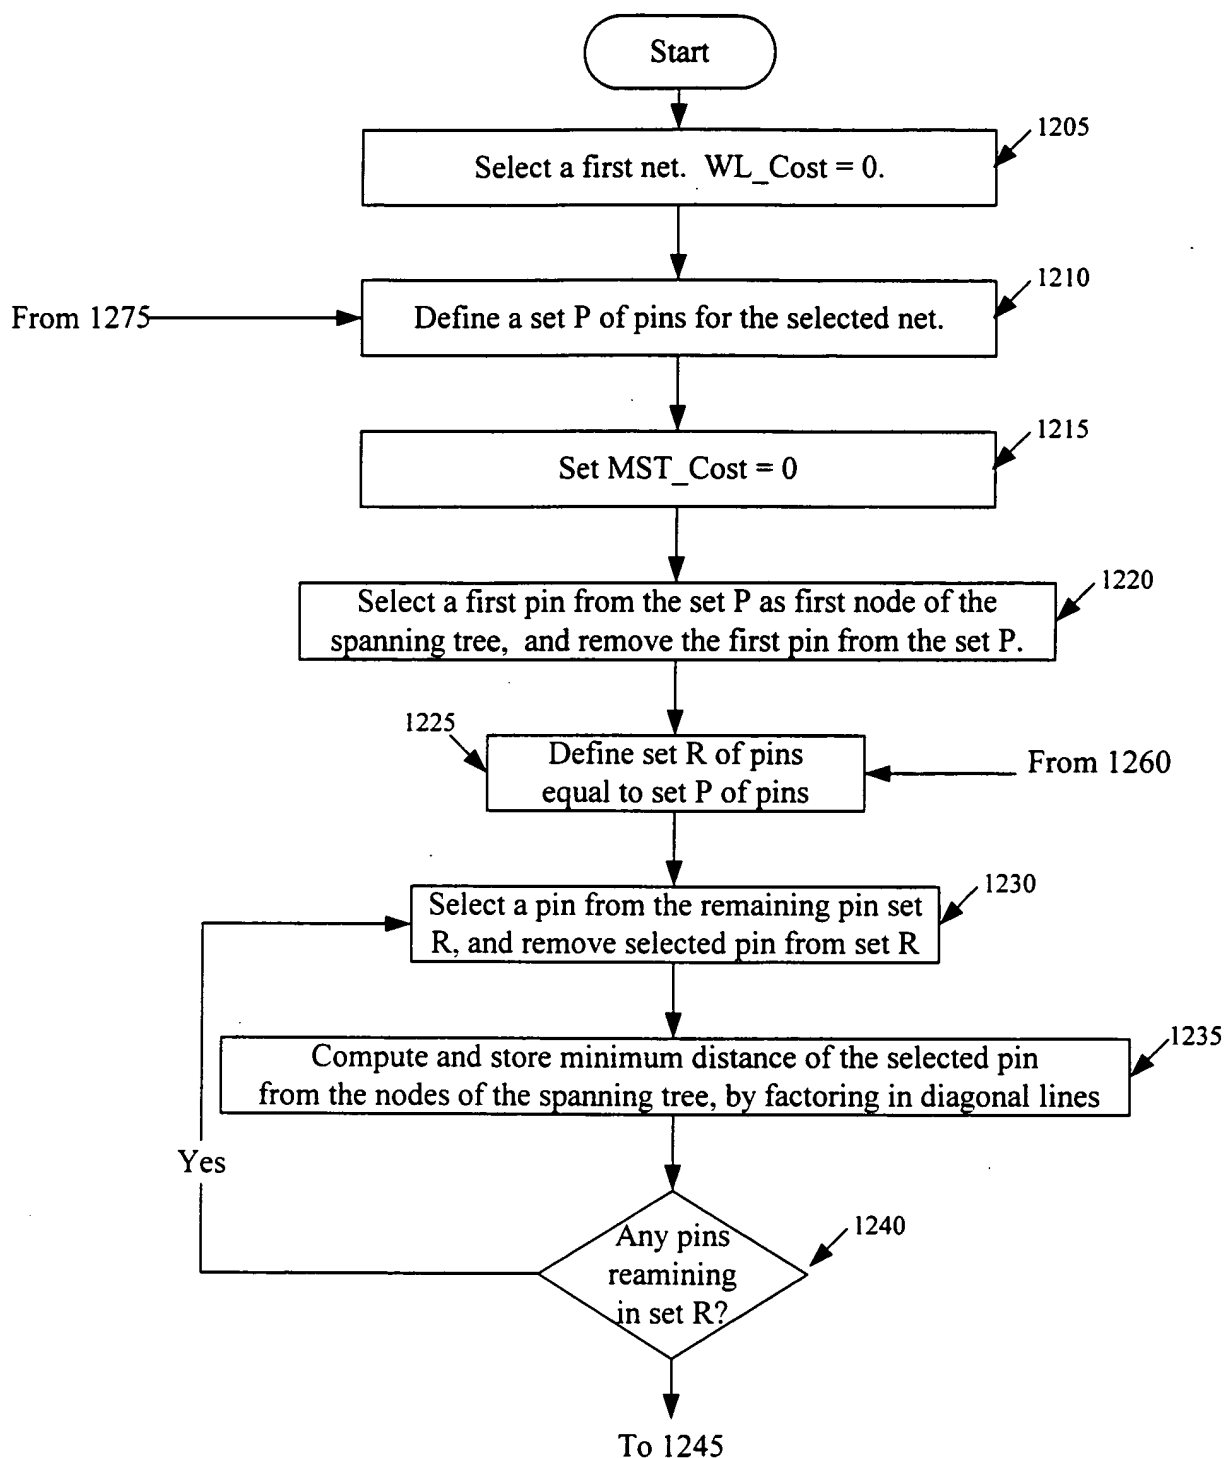 Start
1205
Select a first net. WL_Cost = 0.
1210
From 1275
Define a set P of pins for the selected net.
1215
Set MST_Cost = 0
1220
Select a first pin from the set P as first node of the
spanning tree, and remove the first pin from the set P.
1225
Define set R of pins
equal to set P of pins
From 1260
1230
Select a pin from the remaining pin set
R, and remove selected pin from set R
1235
Compute and store minimum distance of the selected pin
from the nodes of the spanning tree, by factoring in diagonal lines
Yes
1240
Any pins
reamining
in set R?
To 1245